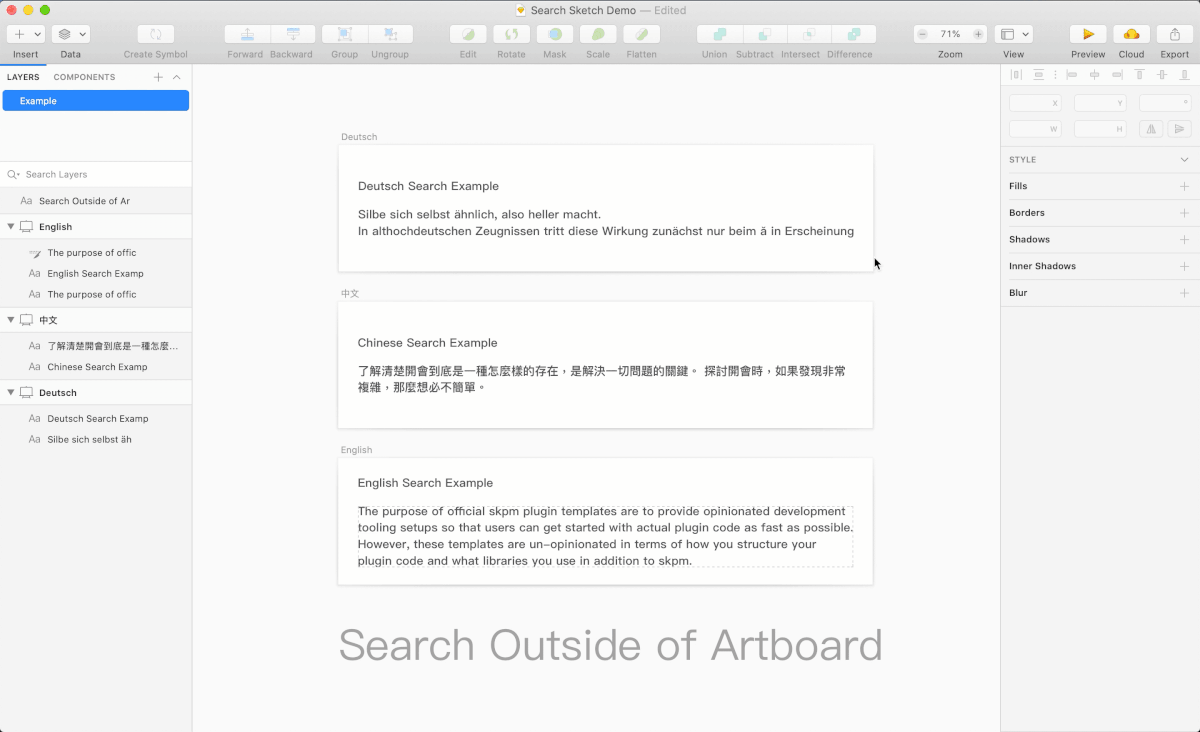 Search Sketch Demo — Edited
71%
Insert
Data
Create Symbol
Forward
Backward
Group
Ungroup
Edit
Rotate
Mask
Scale
Flatten
Union
Subtract
Intersect
Difference
Zoom
View
Preview
Cloud
Export
LAYERS
COMPONENTS
Example
Search Layers
Aa Search Outside of Ar
English
The purpose of offic
Aa English Search Examp
Aa The purpose of offic
中文
Aa 了解清楚開會到底是一種怎麼...
Aa Chinese Search Examp
Deutsch
Aa Deutsch Search Examp
Aa Silbe sich selbst äh
Deutsch
Deutsch Search Example
Silbe sich selbst ähnlich, also heller macht.
In althochdeutschen Zeugnissen tritt diese Wirkung zunächst nur beim ă in Erscheinung
中文
Chinese Search Example
了解清楚開會到底是一種怎麼樣的存在，是解決一切問題的關鍵。 探討開會時，如果發現非常
複雜，那麼想必不簡單。
English
English Search Example
The purpose of official skpm plugin templates are to provide opinionated development
tooling setups so that users can get started with actual plugin code as fast as possible.
However, these templates are un-opinionated in terms of how you structure your
plugin code and what libraries you use in addition to skpm.
Search Outside of Artboard
X
Y
°
W
H
STYLE
Fills
Borders
Shadows
Inner Shadows
Blur